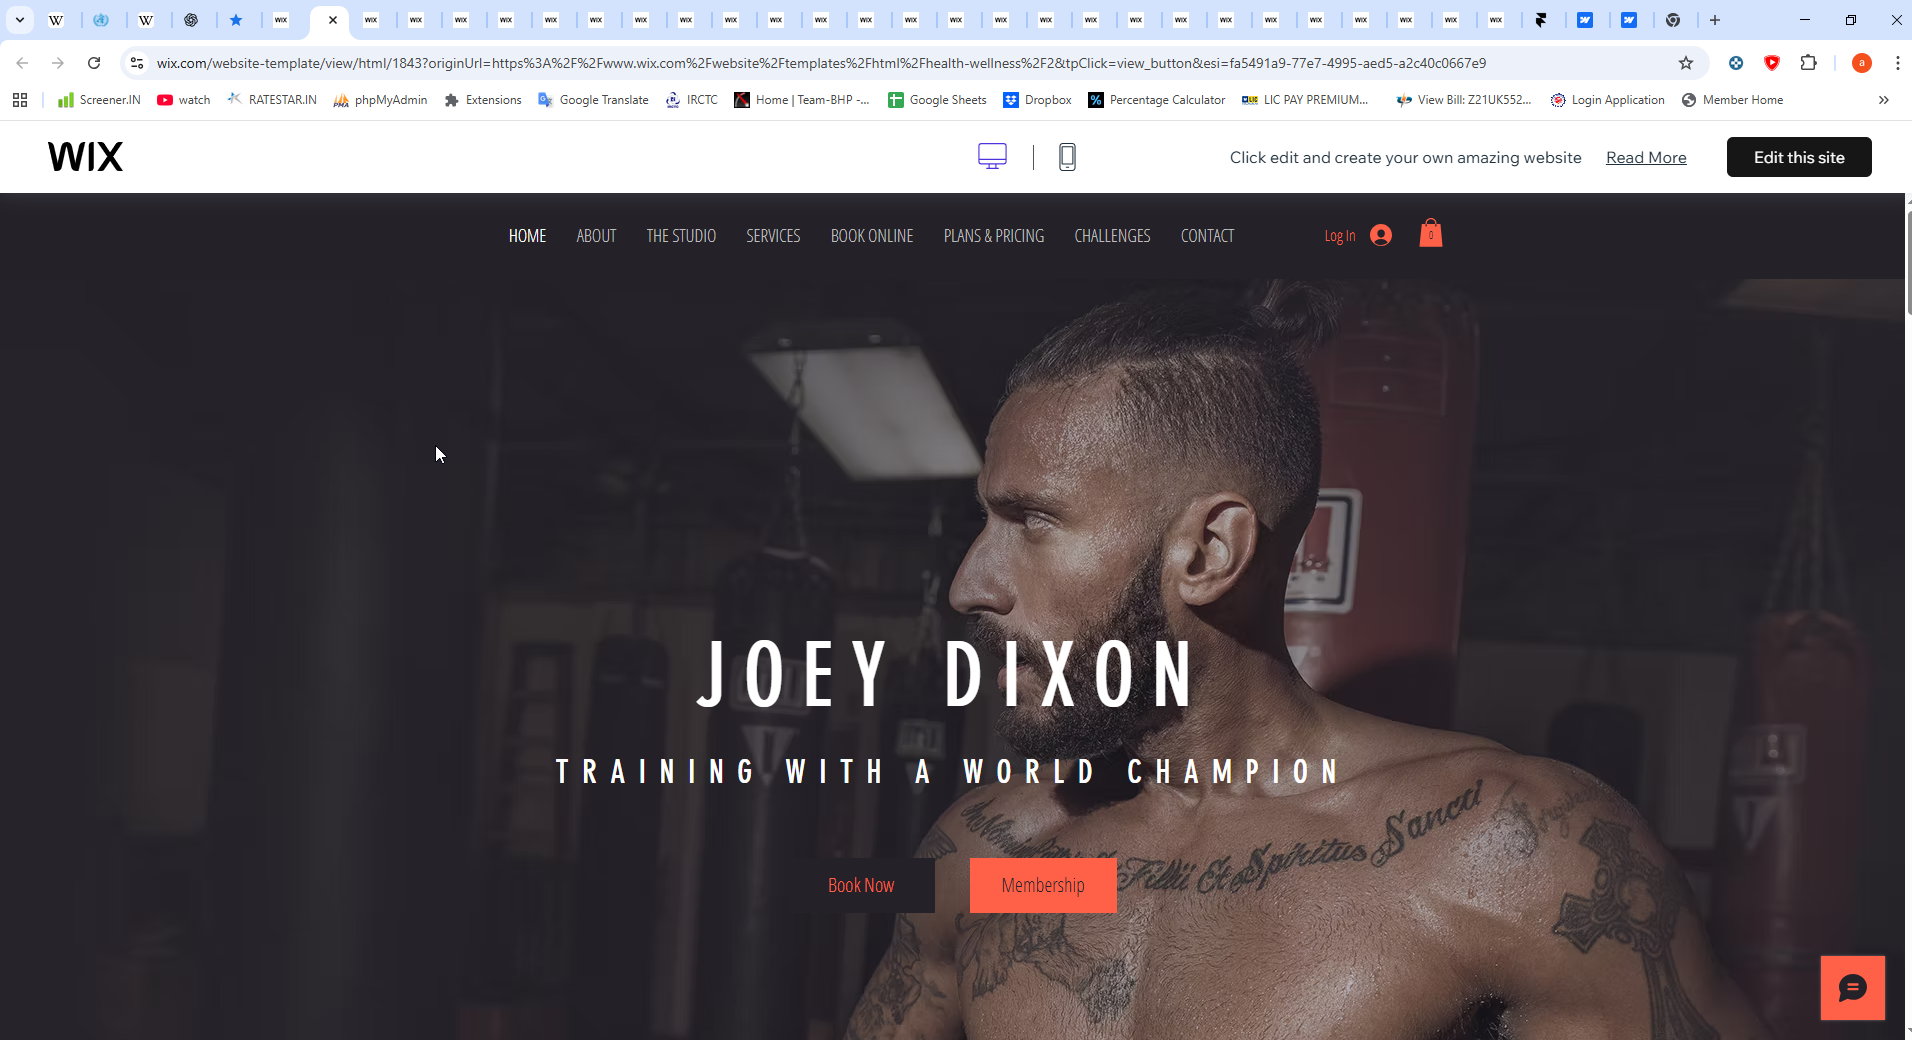 wix.com/website-template/view/html/1843?originUrl=https%3A%2F%2Fwww.wix.com%2Fwebsite%2Ftemplates%2Fhtml%2Fhealth-wellness%2F2&tpClick=view_button&esi=fa5491a9-77e7-4995-aed5-a2c40c0667e9
a
Screener.IN watch RATESTAR.IN phpMyAdmin Extensions Google Translate IRCTC Home | Team-BHP -... Google Sheets Dropbox Percentage Calculator LIC PAY PREMIUM... View Bill: Z21UK552... Login Application Member Home
WIX
Click edit and create your own amazing website Read More Edit this site
HOME ABOUT THE STUDIO SERVICES BOOK ONLINE PLANS & PRICING CHALLENGES CONTACT Log In 0
JOEY DIXON
TRAINING WITH A WORLD CHAMPION
Book Now Membership
Filii Et Spiritus Sancti